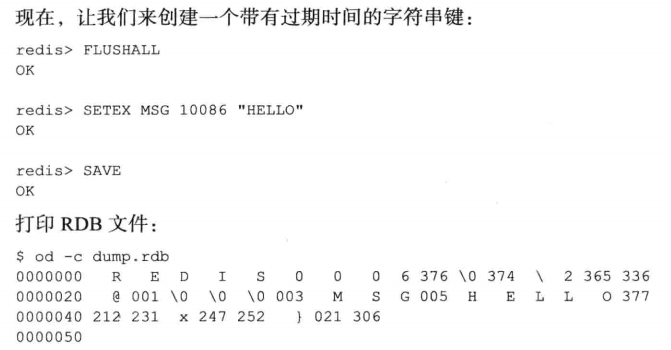 现在，让我们来创建一个带有过期时间的字符串键：
redis> FLUSHALL
OK
redis> SETEX MSG 10086 "HELLO"
OK
redis> SAVE
OK
打印 RDB 文件：
$ od -c dump.rdb
0000000 R E D I S 0 0 0 6 376 \0 374 \ 2 365 336
0000020 @ 001 \0 \0 \0 003 M S G 005 H E L L O 377
0000040 212 231 x 247 252 } 021 306
0000050